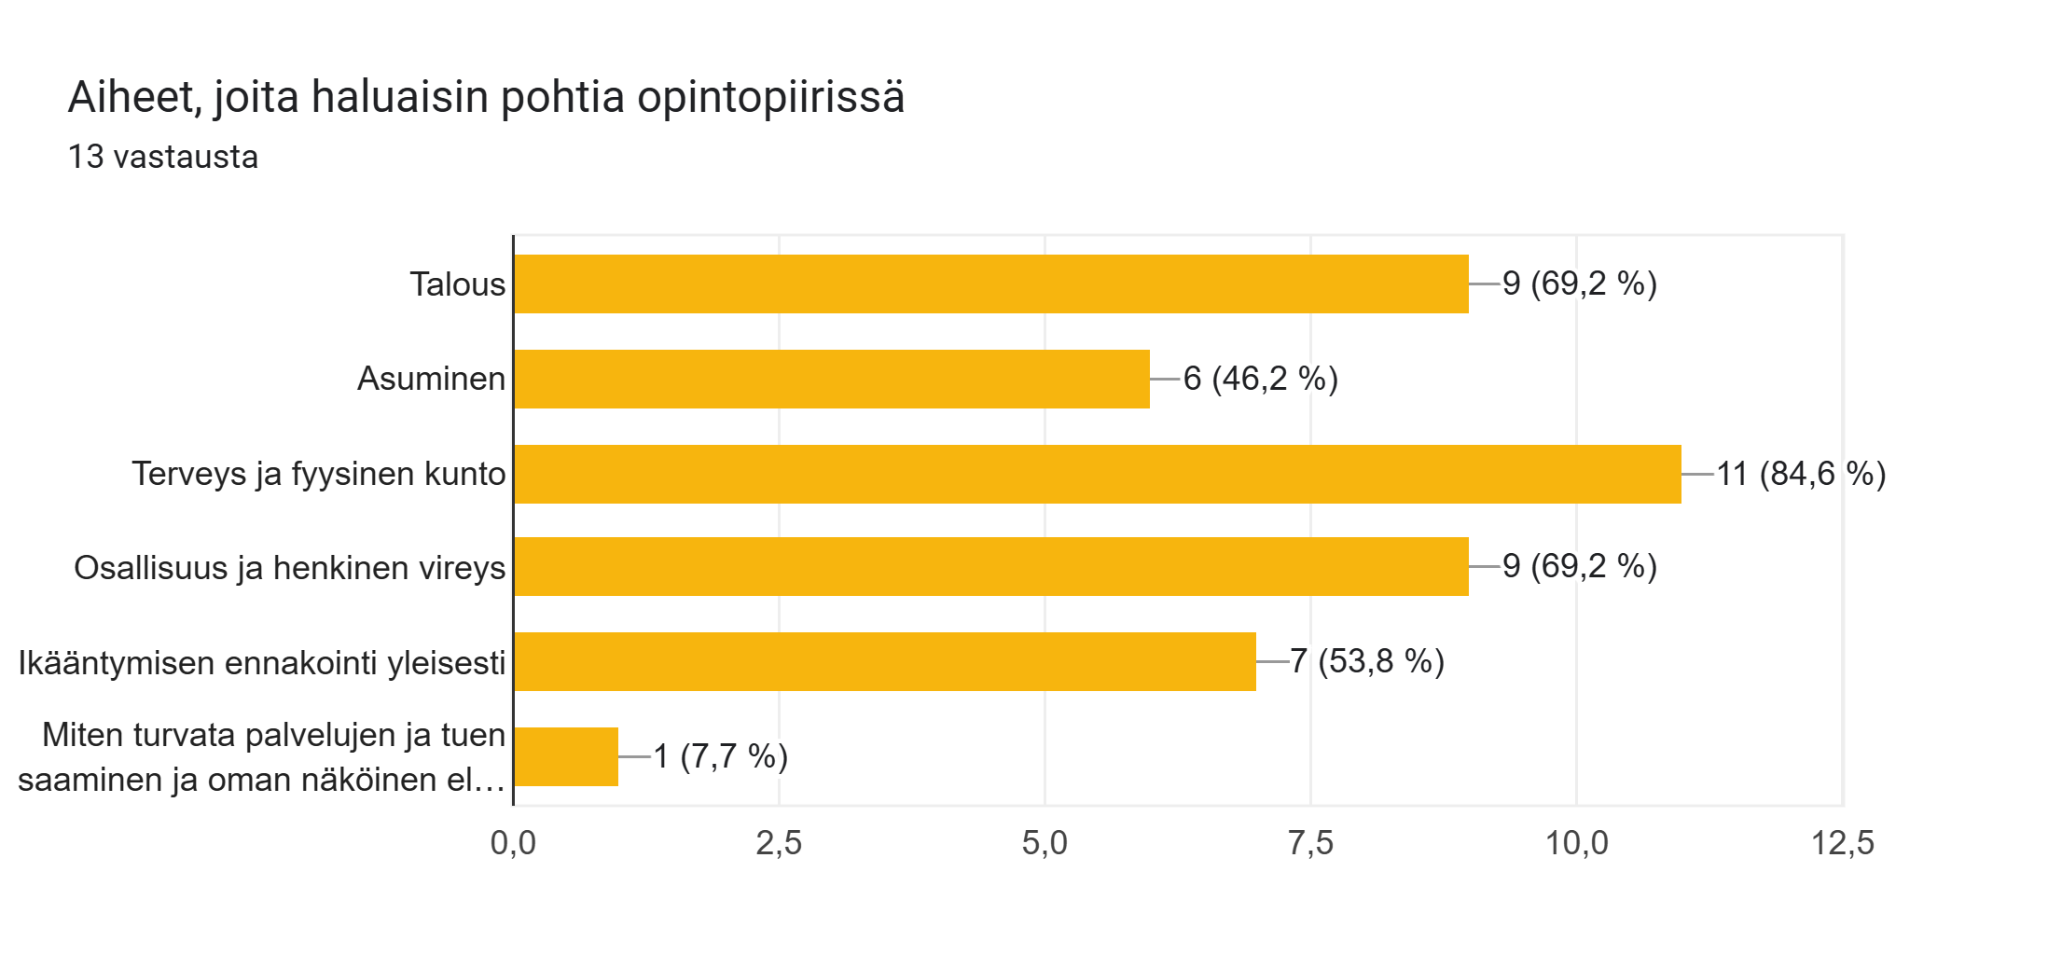 Aiheet, joita haluaisin pohtia opintopiirissä
13 vastausta
Talous
9 (69,2 %)
Asuminen
6 (46,2 %)
Terveys ja fyysinen kunto
11 (84,6 %)
Osallisuus ja henkinen vireys
9 (69,2 %)
Ikääntymisen ennakointi yleisesti
7 (53,8 %)
Miten turvata palvelujen ja tuen
saaminen ja oman näköinen el…
1 (7,7 %)
0,0 2,5 5,0 7,5 10,0 12,5